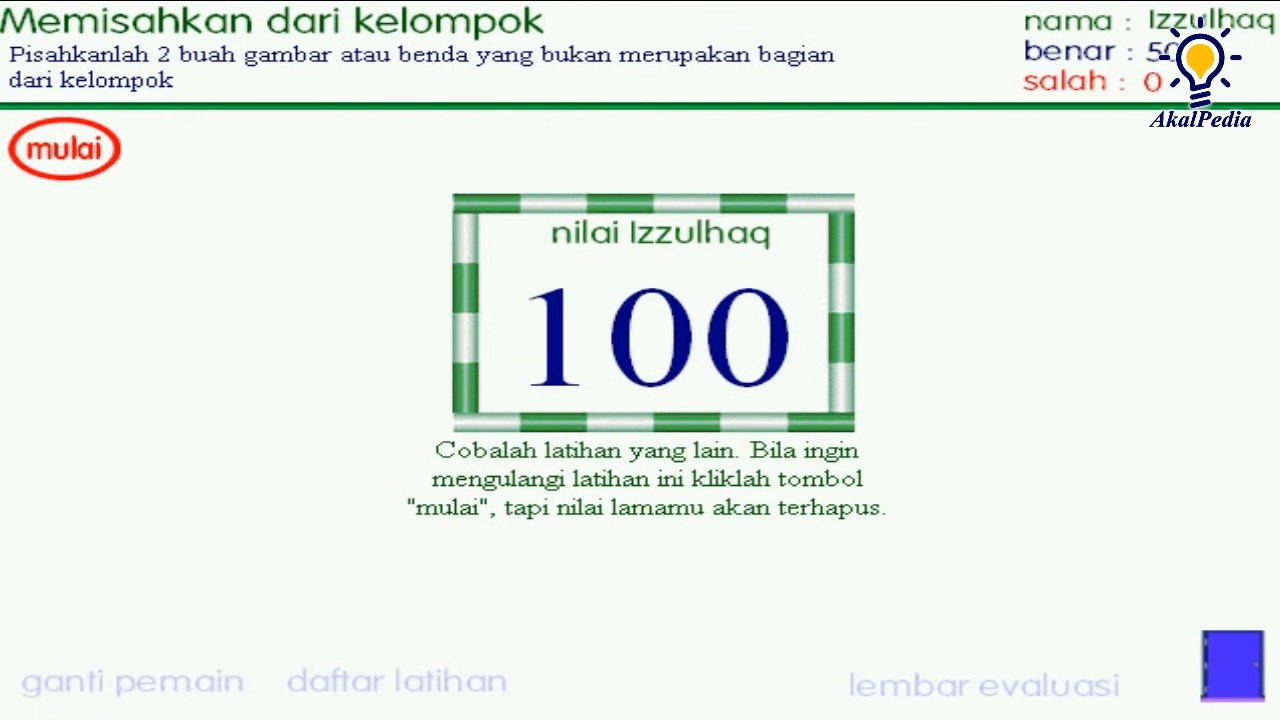 Memisahkan dari kelompok
Pisahkanlah 2 buah gambar atau benda yang bukan merupakan bagian
dari kelompok
nama : Izzulhaq
benar : 50
salah : 0
AkalPedia
mulai
nilai Izzulhaq
100
Cobalah latihan yang lain. Bila ingin
mengulangi latihan ini kliklah tombol
"mulai", tapi nilai lamamu akan terhapus.
ganti pemain
daftar latihan
lembar evaluasi